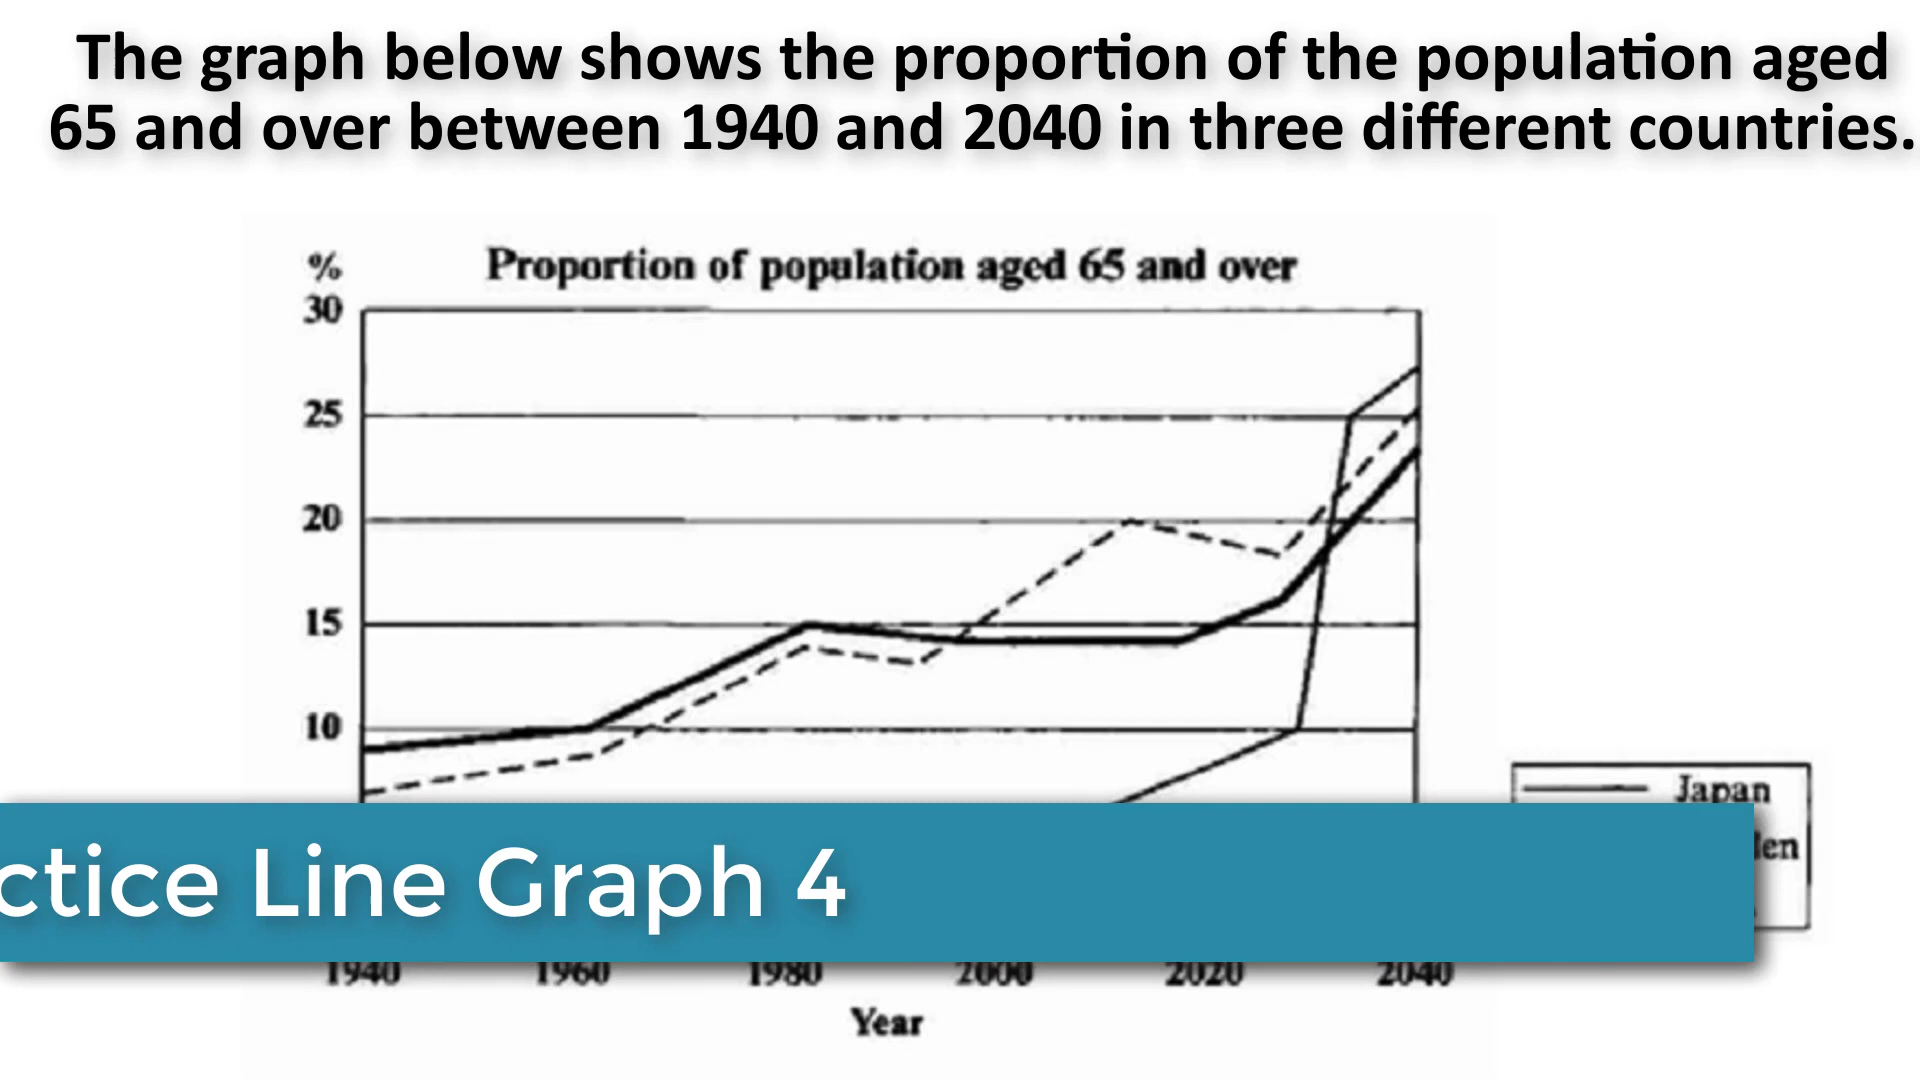 The graph below shows the proportion of the population aged
65 and over between 1940 and 2040 in three different countries.
% Proportion of population aged 65 and over
30
25
20
15
10
Japan
den
ctice Line Graph 4
1940 1960 1980 2000 2020 2040
Year